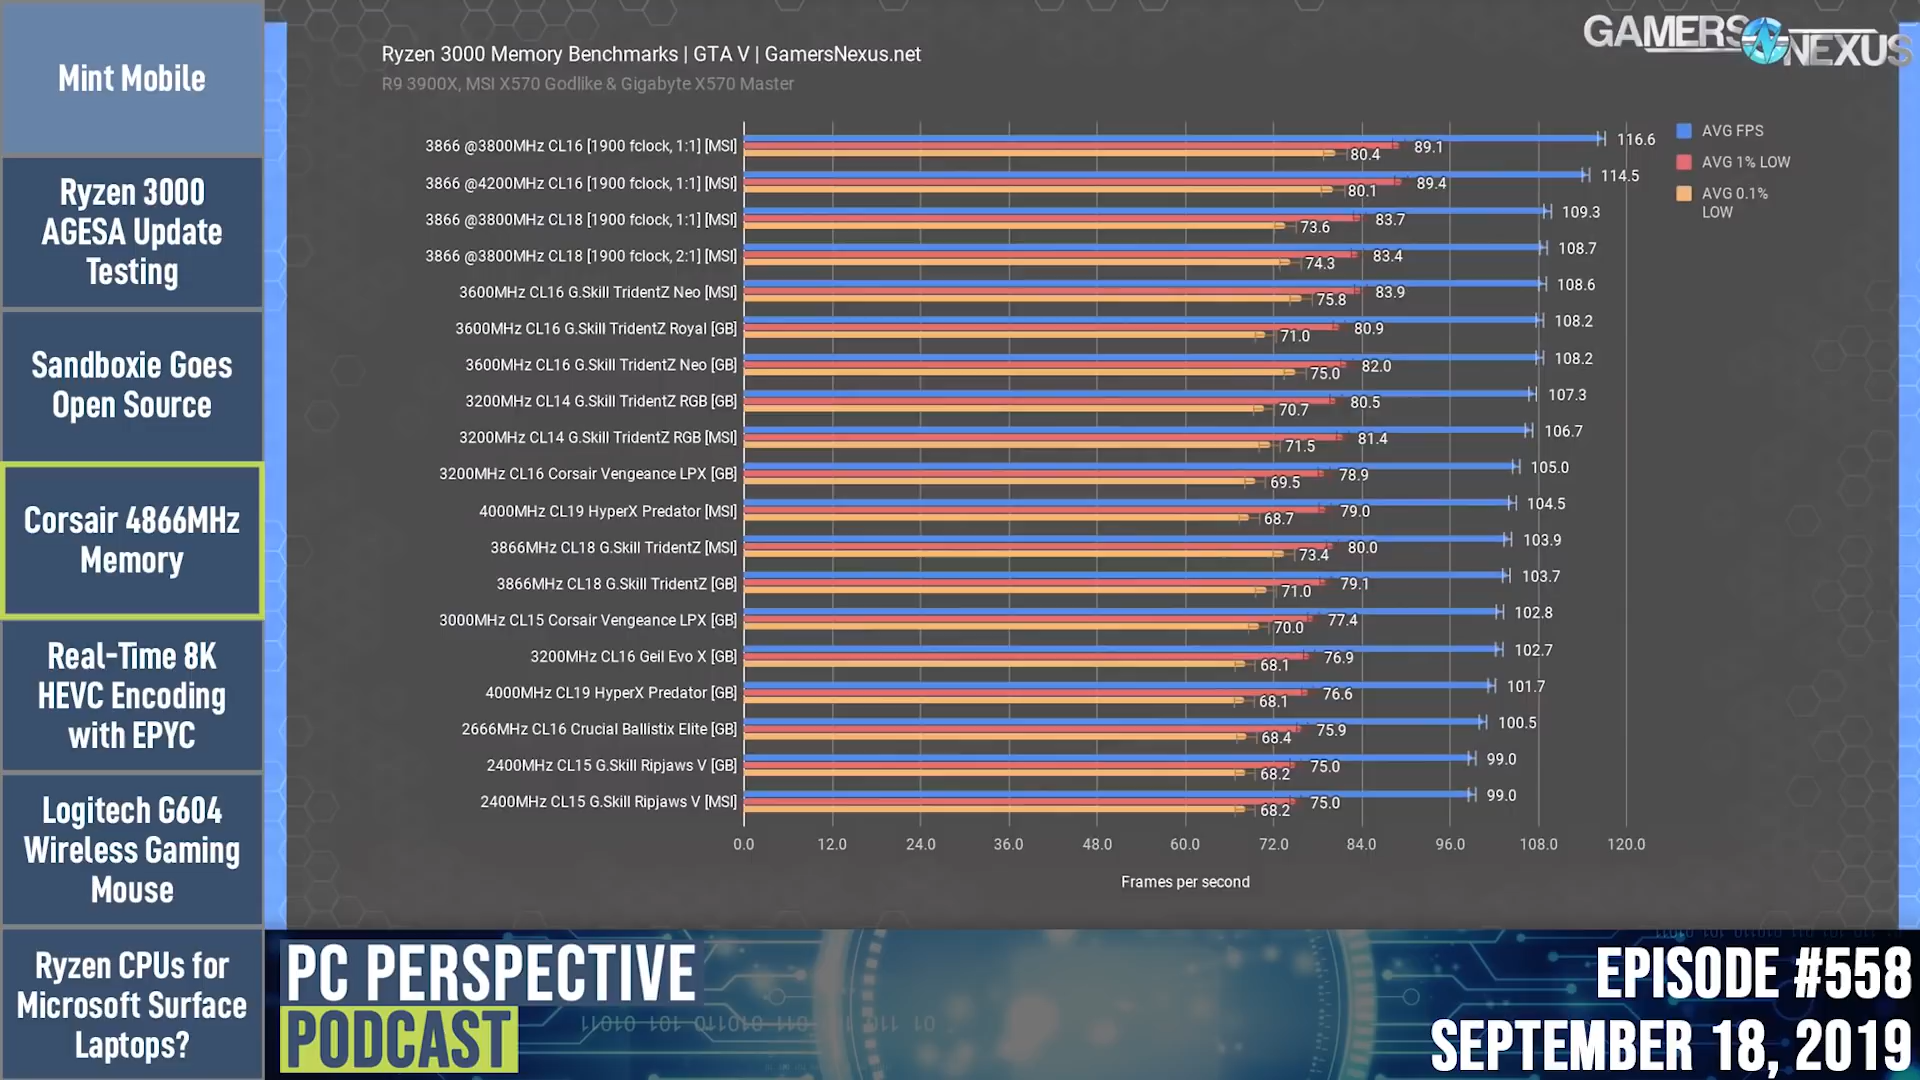 Mint Mobile
Ryzen 3000
AGESA Update
Testing
Sandboxie Goes
Open Source
Corsair 4866MHz
Memory
Real-Time 8K
HEVC Encoding
with EPYC
Logitech G604
Wireless Gaming
Mouse
Ryzen CPUs for
Microsoft Surface
Laptops?
GAMERS NEXUS
Ryzen 3000 Memory Benchmarks | GTA V | GamersNexus.net
R9 3900X, MSI X570 Godlike & Gigabyte X570 Master
AVG FPS
AVG 1% LOW
AVG 0.1%
LOW
3866 @3800MHz CL16 [1900 fclock, 1:1] [MSI] 116.6 89.1 80.4
3866 @4200MHz CL16 [1900 fclock, 1:1] [MSI] 114.5 89.4 80.1
3866 @3800MHz CL18 [1900 fclock, 1:1] [MSI] 109.3 83.7 73.6
3866 @3800MHz CL18 [1900 fclock, 2:1] [MSI] 108.7 83.4 74.3
3600MHz CL16 G.Skill TridentZ Neo [MSI] 108.6 83.9 75.8
3600MHz CL16 G.Skill TridentZ Royal [GB] 108.2 80.9 71.0
3600MHz CL16 G.Skill TridentZ Neo [GB] 108.2 82.0 75.0
3200MHz CL14 G.Skill TridentZ RGB [GB] 107.3 80.5 70.7
3200MHz CL14 G.Skill TridentZ RGB [MSI] 106.7 81.4 71.5
3200MHz CL16 Corsair Vengeance LPX [GB] 105.0 78.9 69.5
4000MHz CL19 HyperX Predator [MSI] 104.5 79.0 68.7
3866MHz CL18 G.Skill TridentZ [MSI] 103.9 80.0 73.4
3866MHz CL18 G.Skill TridentZ [GB] 103.7 79.1 71.0
3000MHz CL15 Corsair Vengeance LPX [GB] 102.8 77.4 70.0
3200MHz CL16 Geil Evo X [GB] 102.7 76.9 68.1
4000MHz CL19 HyperX Predator [GB] 101.7 76.6 68.1
2666MHz CL16 Crucial Ballistix Elite [GB] 100.5 75.9 68.4
2400MHz CL15 G.Skill Ripjaws V [GB] 99.0 75.0 68.2
2400MHz CL15 G.Skill Ripjaws V [MSI] 99.0 75.0 68.2
0.0 12.0 24.0 36.0 48.0 60.0 72.0 84.0 96.0 108.0 120.0
Frames per second
PC PERSPECTIVE
PODCAST
EPISODE #558
SEPTEMBER 18, 2019